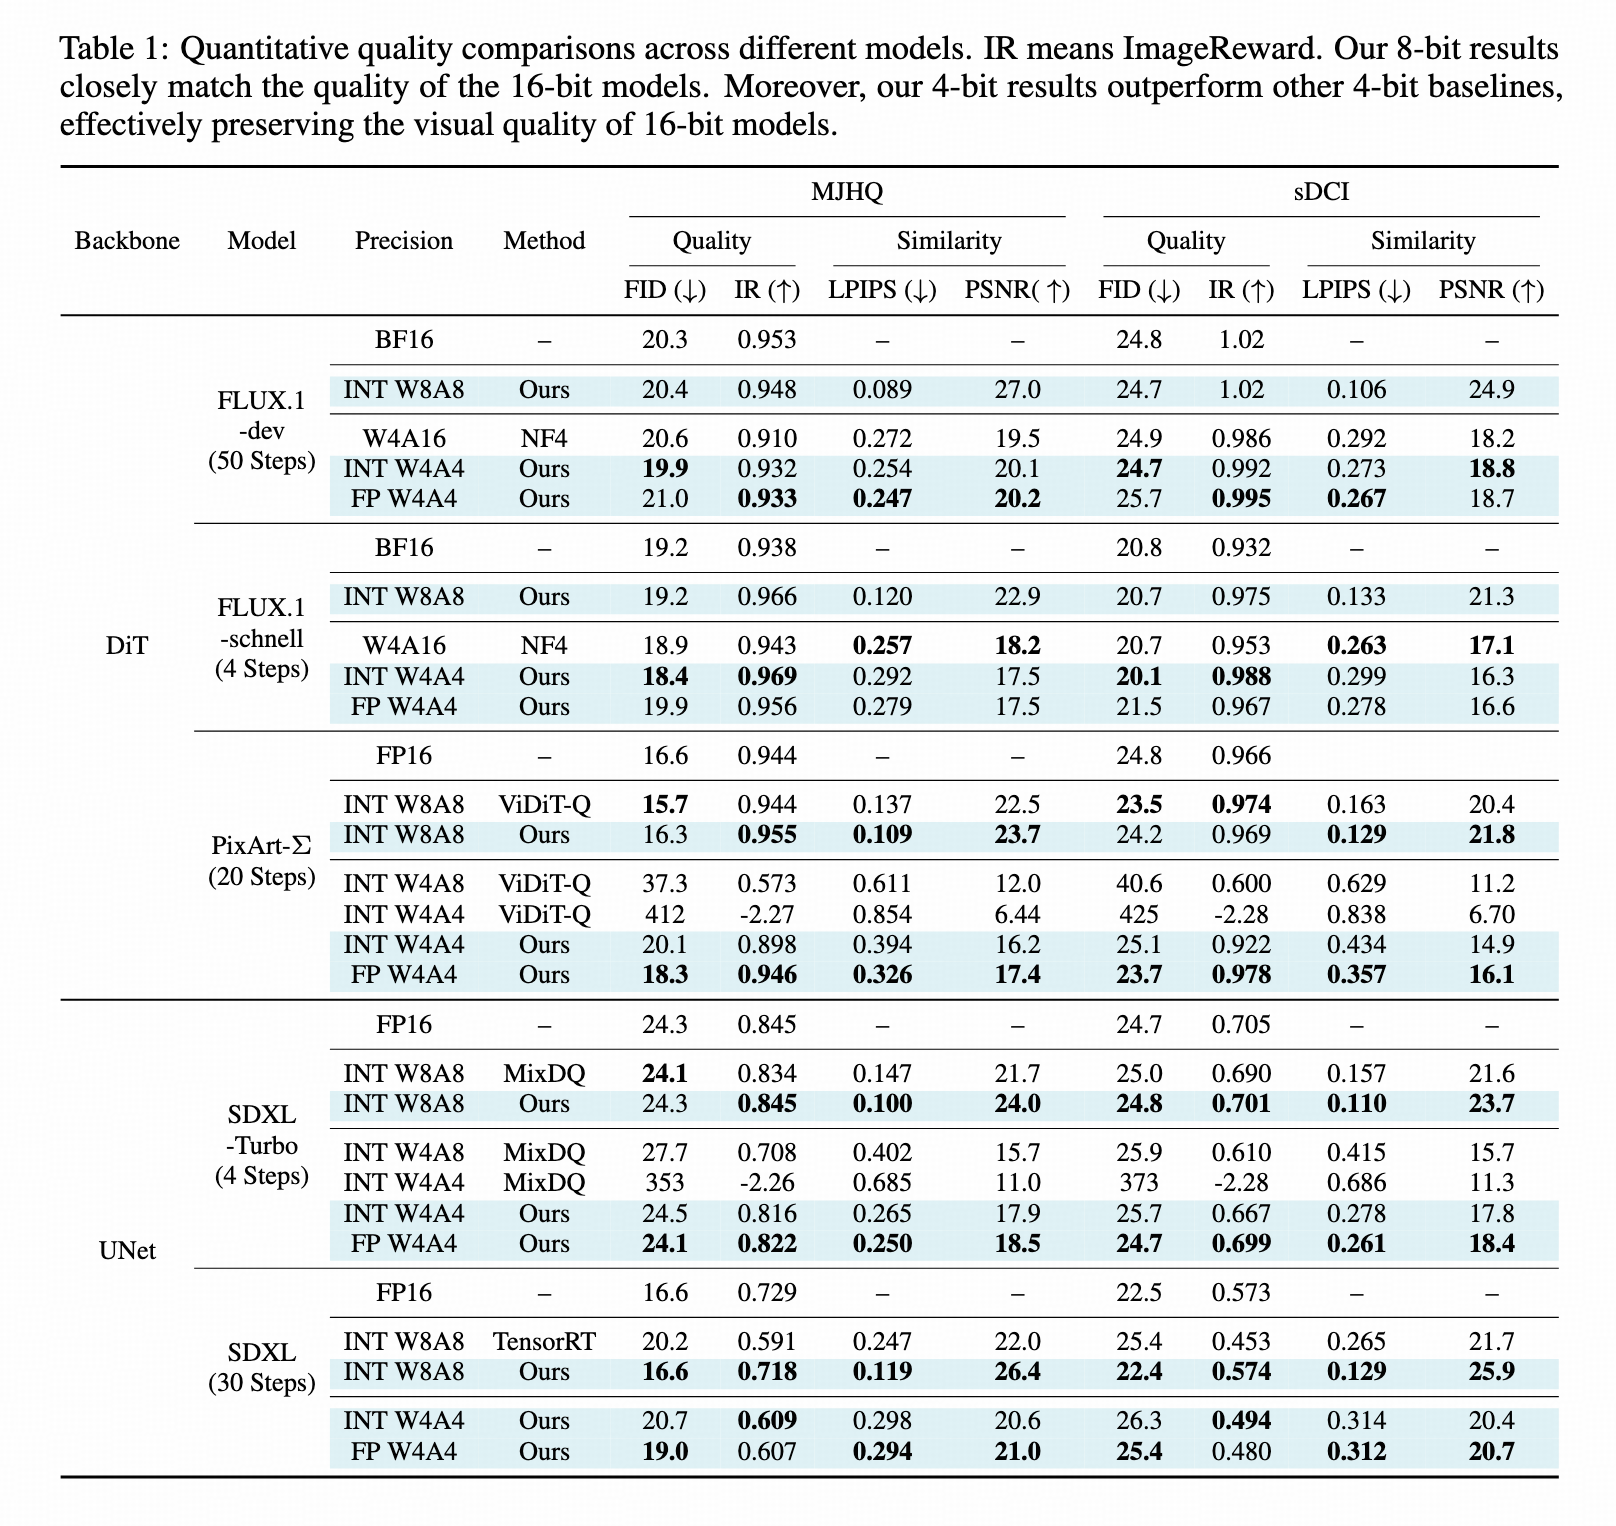 Table 1: Quantitative quality comparisons across different models. IR means ImageReward. Our 8-bit results
closely match the quality of the 16-bit models. Moreover, our 4-bit results outperform other 4-bit baselines,
effectively preserving the visual quality of 16-bit models.
MJHQ sDCI
Backbone Model Precision Method Quality Similarity Quality Similarity
FID (↓) IR (↑) LPIPS (↓) PSNR( ↑) FID (↓) IR (↑) LPIPS (↓) PSNR (↑)
DiT
FLUX.1
-dev
(50 Steps)
BF16 – 20.3 0.953 – – 24.8 1.02 – –
INT W8A8 Ours 20.4 0.948 0.089 27.0 24.7 1.02 0.106 24.9
W4A16 NF4 20.6 0.910 0.272 19.5 24.9 0.986 0.292 18.2
INT W4A4 Ours 19.9 0.932 0.254 20.1 24.7 0.992 0.273 18.8
FP W4A4 Ours 21.0 0.933 0.247 20.2 25.7 0.995 0.267 18.7
FLUX.1
-schnell
(4 Steps)
BF16 – 19.2 0.938 – – 20.8 0.932 – –
INT W8A8 Ours 19.2 0.966 0.120 22.9 20.7 0.975 0.133 21.3
W4A16 NF4 18.9 0.943 0.257 18.2 20.7 0.953 0.263 17.1
INT W4A4 Ours 18.4 0.969 0.292 17.5 20.1 0.988 0.299 16.3
FP W4A4 Ours 19.9 0.956 0.279 17.5 21.5 0.967 0.278 16.6
PixArt-Σ
(20 Steps)
FP16 – 16.6 0.944 – – 24.8 0.966
INT W8A8 ViDiT-Q 15.7 0.944 0.137 22.5 23.5 0.974 0.163 20.4
INT W8A8 Ours 16.3 0.955 0.109 23.7 24.2 0.969 0.129 21.8
INT W4A8 ViDiT-Q 37.3 0.573 0.611 12.0 40.6 0.600 0.629 11.2
INT W4A4 ViDiT-Q 412 -2.27 0.854 6.44 425 -2.28 0.838 6.70
INT W4A4 Ours 20.1 0.898 0.394 16.2 25.1 0.922 0.434 14.9
FP W4A4 Ours 18.3 0.946 0.326 17.4 23.7 0.978 0.357 16.1
UNet
SDXL
-Turbo
(4 Steps)
FP16 – 24.3 0.845 – – 24.7 0.705 – –
INT W8A8 MixDQ 24.1 0.834 0.147 21.7 25.0 0.690 0.157 21.6
INT W8A8 Ours 24.3 0.845 0.100 24.0 24.8 0.701 0.110 23.7
INT W4A8 MixDQ 27.7 0.708 0.402 15.7 25.9 0.610 0.415 15.7
INT W4A4 MixDQ 353 -2.26 0.685 11.0 373 -2.28 0.686 11.3
INT W4A4 Ours 24.5 0.816 0.265 17.9 25.7 0.667 0.278 17.8
FP W4A4 Ours 24.1 0.822 0.250 18.5 24.7 0.699 0.261 18.4
SDXL
(30 Steps)
FP16 – 16.6 0.729 – – 22.5 0.573 – –
INT W8A8 TensorRT 20.2 0.591 0.247 22.0 25.4 0.453 0.265 21.7
INT W8A8 Ours 16.6 0.718 0.119 26.4 22.4 0.574 0.129 25.9
INT W4A4 Ours 20.7 0.609 0.298 20.6 26.3 0.494 0.314 20.4
FP W4A4 Ours 19.0 0.607 0.294 21.0 25.4 0.480 0.312 20.7